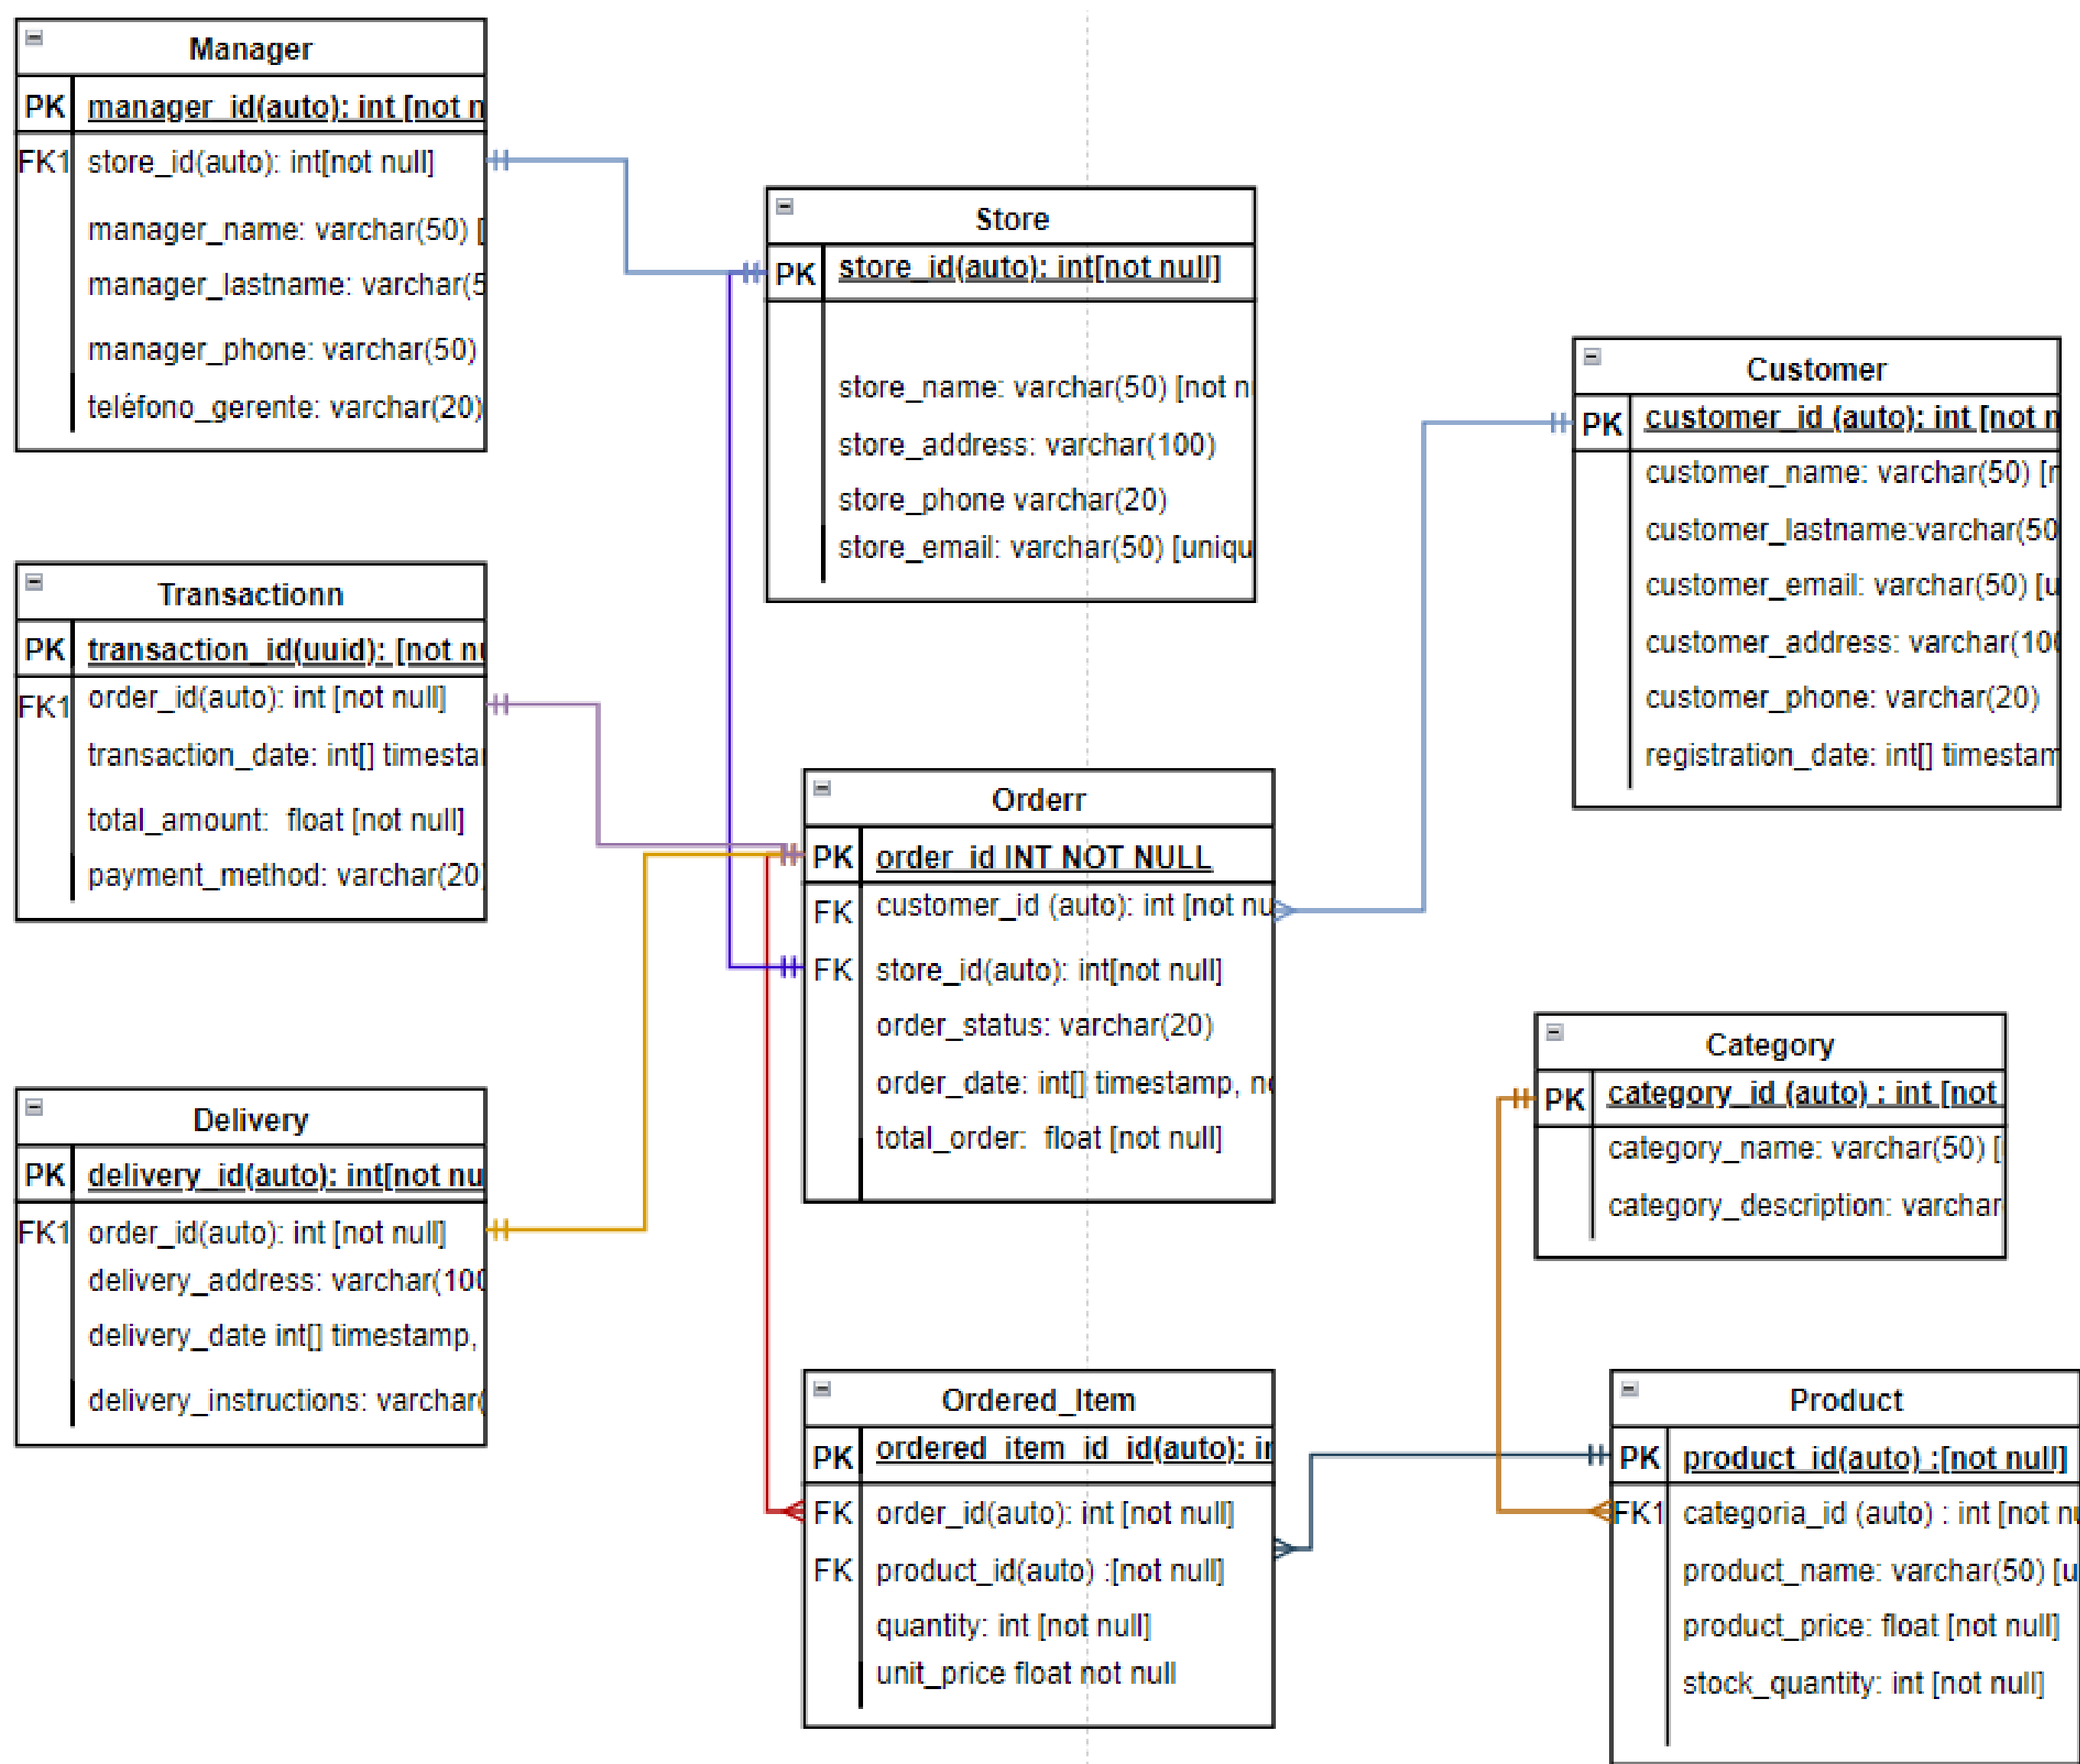 Manager
PK manager_id(auto): int [not n
FK1 store_id(auto): int[not null]
manager_name: varchar(50) [
manager_lastname: varchar(5
manager_phone: varchar(50)
teléfono_gerente: varchar(20)
Store
PK store_id(auto): int[not null]
store_name: varchar(50) [not n
store_address: varchar(100)
store_phone varchar(20)
store_email: varchar(50) [uniqu
Customer
PK customer_id (auto): int [not n
customer_name: varchar(50) [n
customer_lastname:varchar(50
customer_email: varchar(50) [u
customer_address: varchar(100
customer_phone: varchar(20)
registration_date: int[] timestam
Transactionn
PK transaction_id(uuid): [not nu
FK1 order_id(auto): int [not null]
transaction_date: int[] timestam
total_amount: float [not null]
payment_method: varchar(20)
Orderr
PK order_id INT NOT NULL
FK customer_id (auto): int [not nu
FK store_id(auto): int[not null]
order_status: varchar(20)
order_date: int[] timestamp, no
total_order: float [not null]
Category
PK category_id (auto) : int [not
category_name: varchar(50) [
category_description: varchar
Delivery
PK delivery_id(auto): int[not nu
FK1 order_id(auto): int [not null]
delivery_address: varchar(100
delivery_date int[] timestamp,
delivery_instructions: varchar(
Ordered_Item
PK ordered_item_id_id(auto): in
FK order_id(auto): int [not null]
FK product_id(auto) :[not null]
quantity: int [not null]
unit_price float not null
Product
PK product_id(auto) :[not null]
FK1 categoria_id (auto) : int [not nu
product_name: varchar(50) [u
product_price: float [not null]
stock_quantity: int [not null]